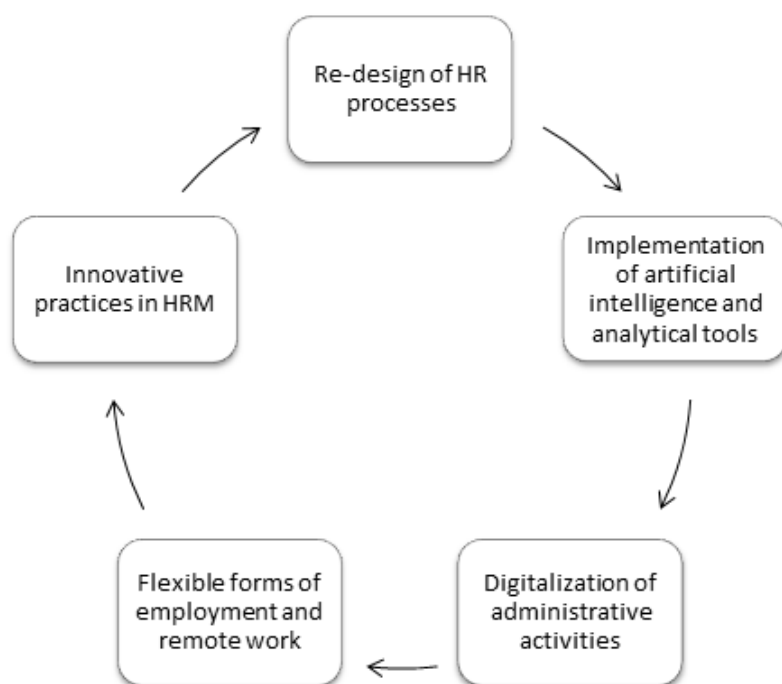 Re-design of HR
processes
Implementation
of artificial
intelligence and
analytical tools
Digitalization of
administrative
activities
Flexible forms of
employment and
remote work
Innovative
practices in HRM